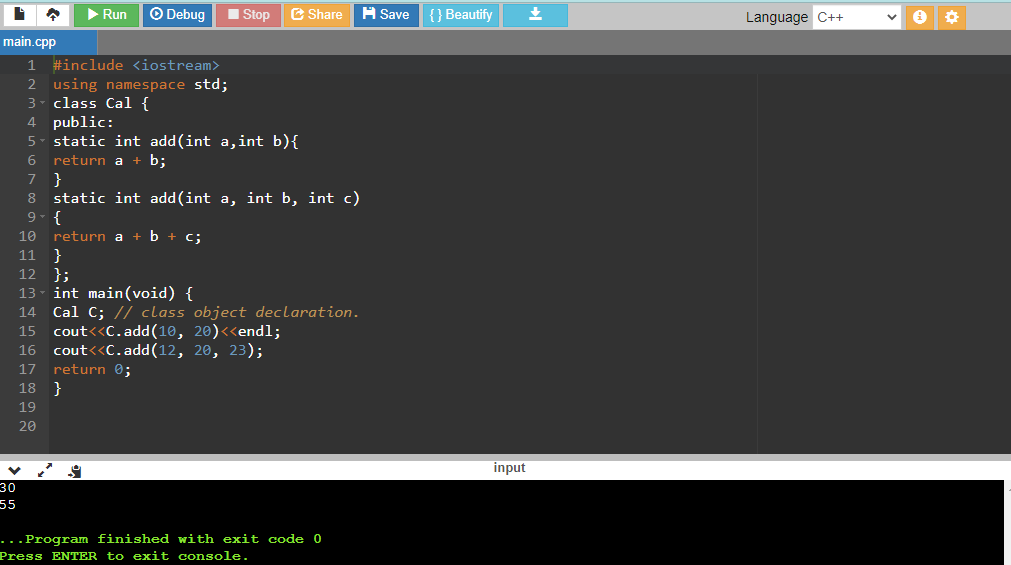 Run Debug Stop Share Save { } Beautify Language C++
main.cpp
1 #include <iostream>
2 using namespace std;
3 class Cal {
4 public:
5 static int add(int a,int b){
6 return a + b;
7 }
8 static int add(int a, int b, int c)
9 {
10 return a + b + c;
11 }
12 };
13 int main(void) {
14 Cal C; // class object declaration.
15 cout<<C.add(10, 20)<<endl;
16 cout<<C.add(12, 20, 23);
17 return 0;
18 }
19
20
input
30
55
...Program finished with exit code 0
Press ENTER to exit console.